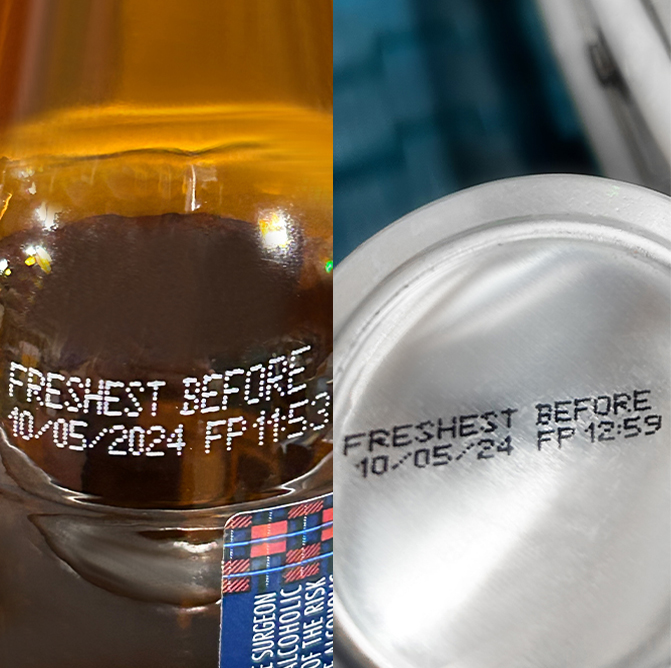 FRESHEST BEFORE
10/05/2024 FP 11:53
SURGEON
ALCOHOLIC
OF THE RISK
FRESHEST BEFORE
10/05/24 FP 12:59